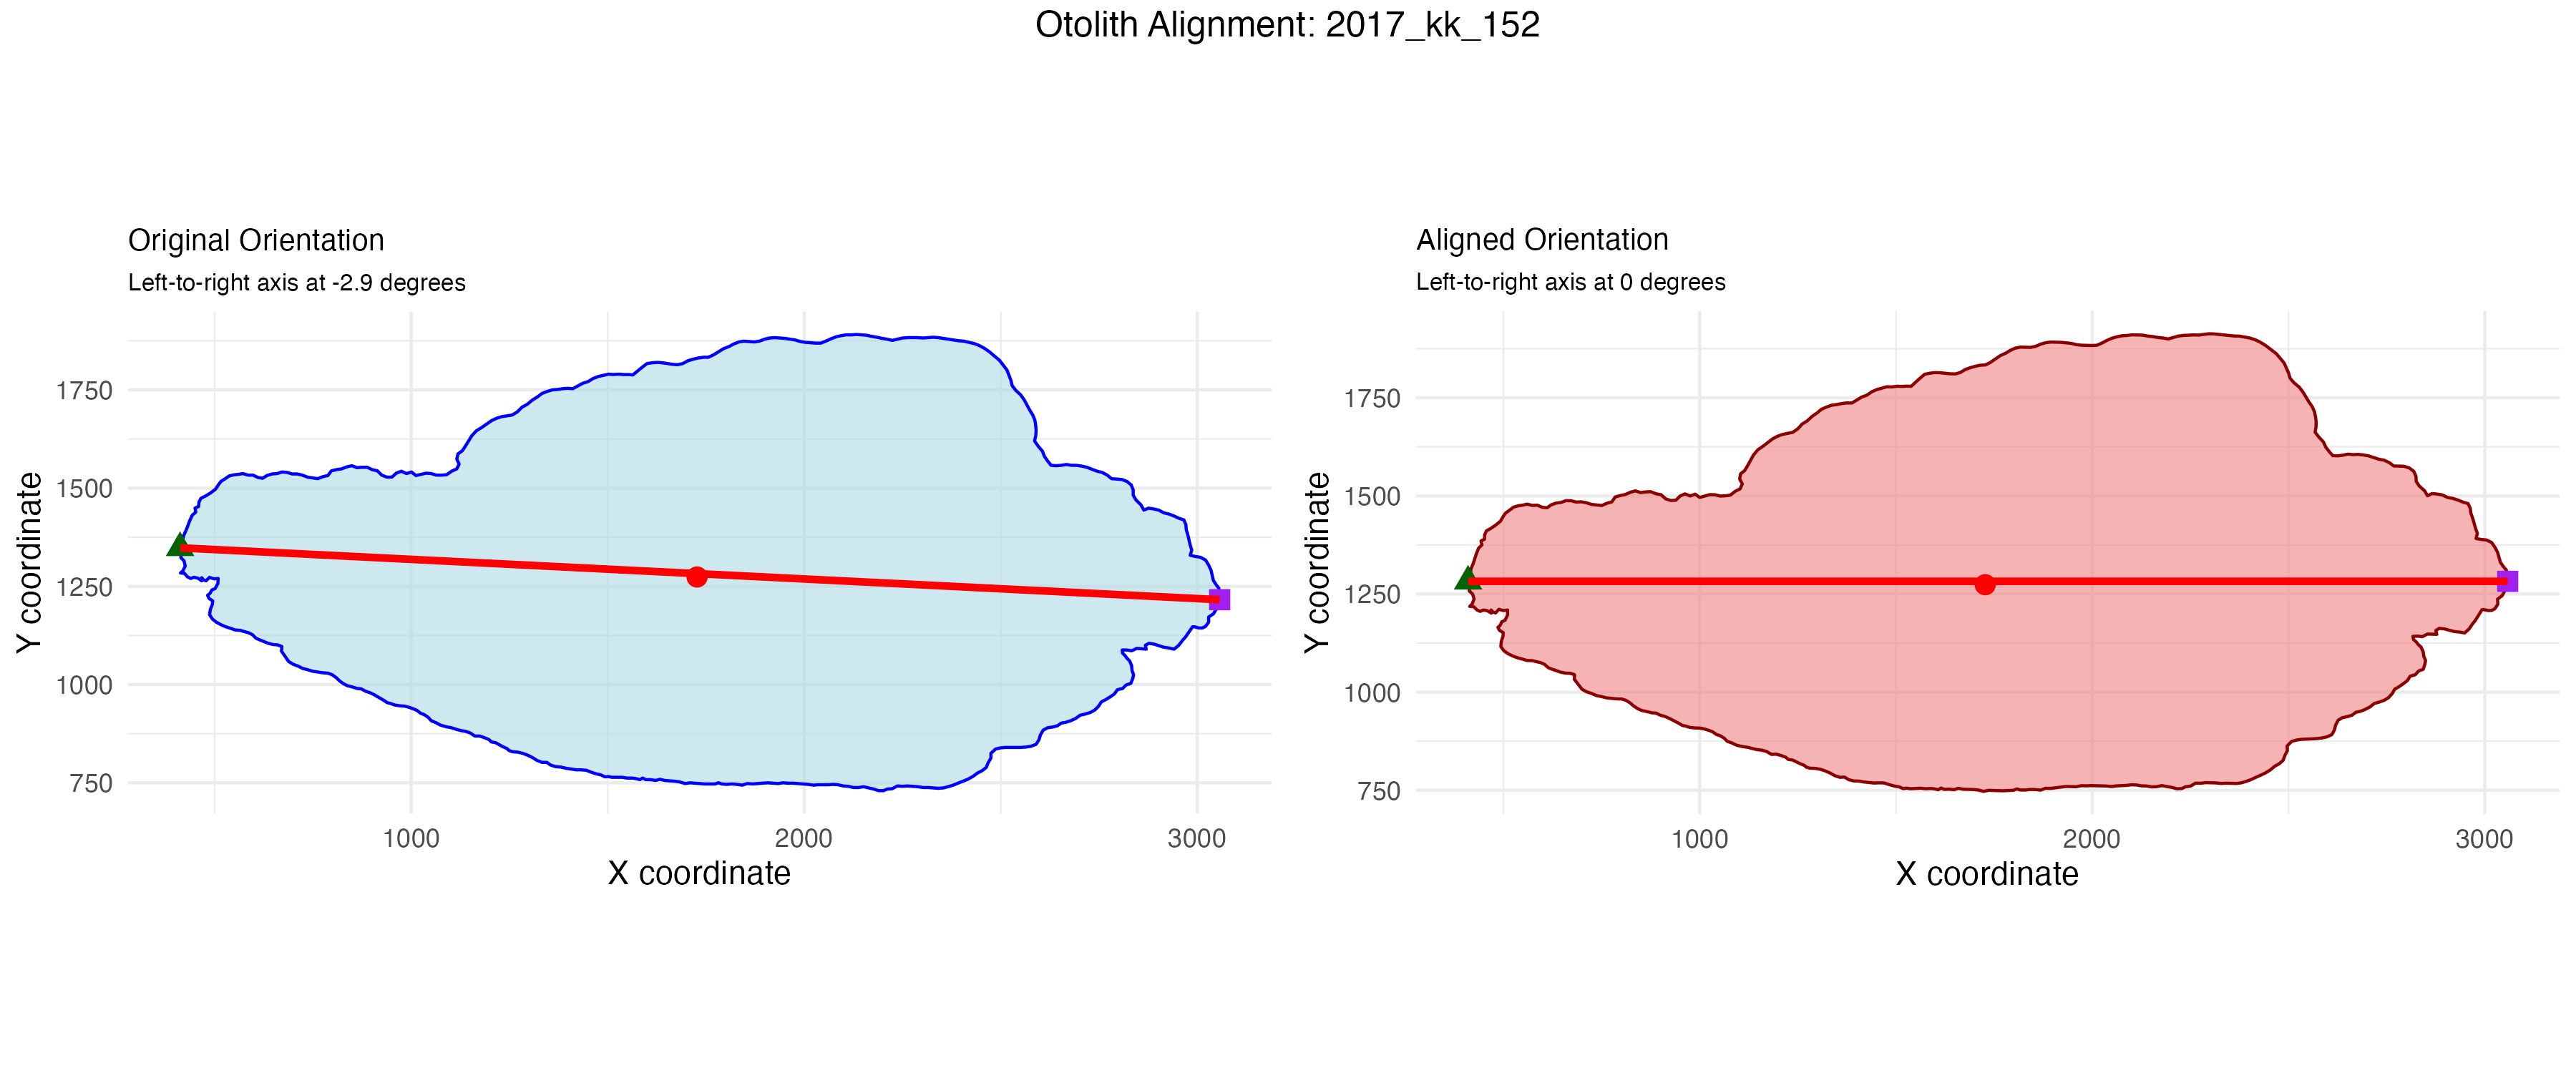 Otolith Alignment: 2017_kk_152
Original Orientation
Left-to-right axis at -2.9 degrees
1750
1500
1250
1000
750
Y coordinate
1000
2000
3000
X coordinate
Aligned Orientation
Left-to-right axis at 0 degrees
1750
1500
1250
1000
750
Y coordinate
1000
2000
3000
X coordinate